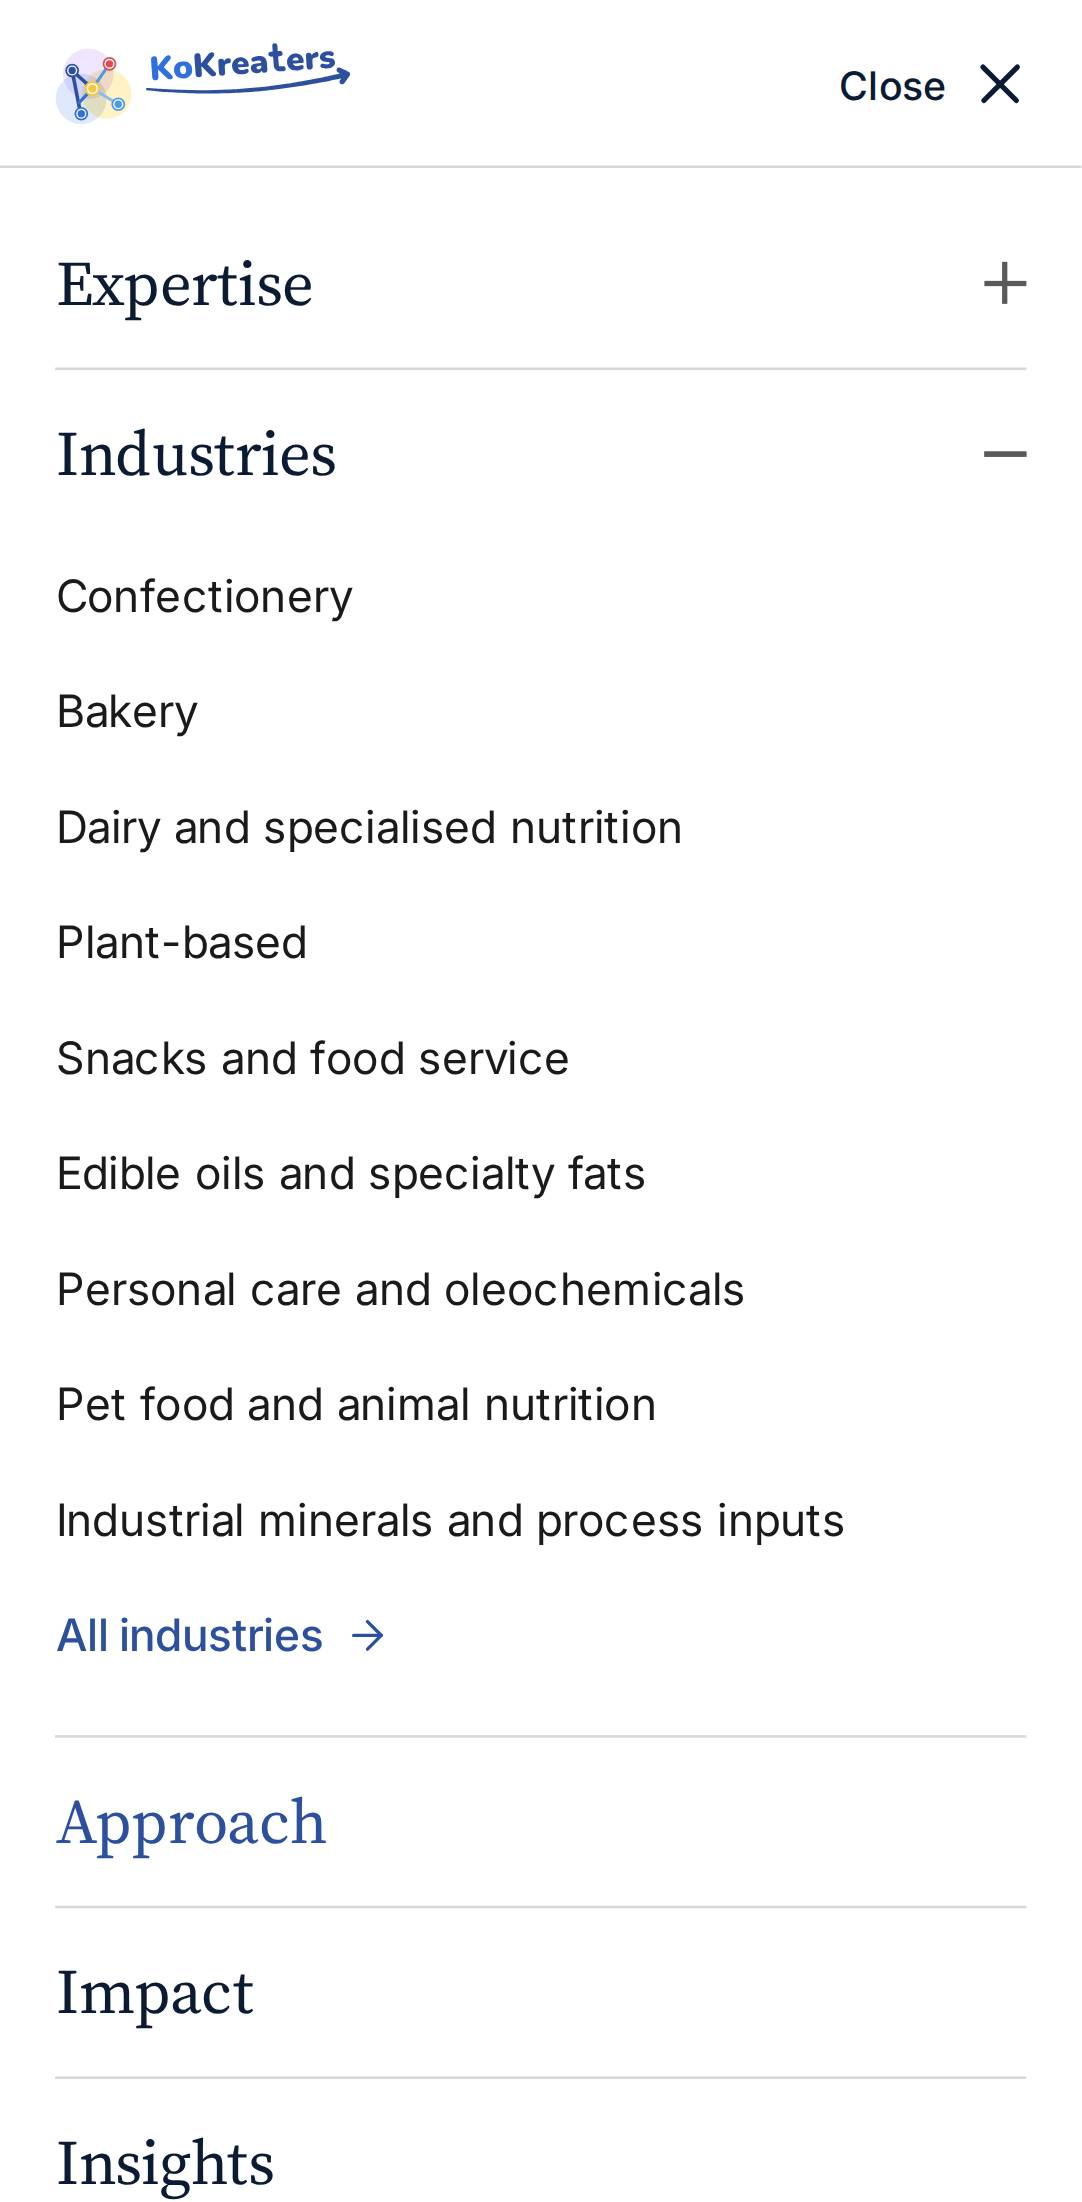 KoKreaters
Close
Expertise
Industries
Confectionery
Bakery
Dairy and specialised nutrition
Plant-based
Snacks and food service
Edible oils and specialty fats
Personal care and oleochemicals
Pet food and animal nutrition
Industrial minerals and process inputs
All industries →
Approach
Impact
Insights